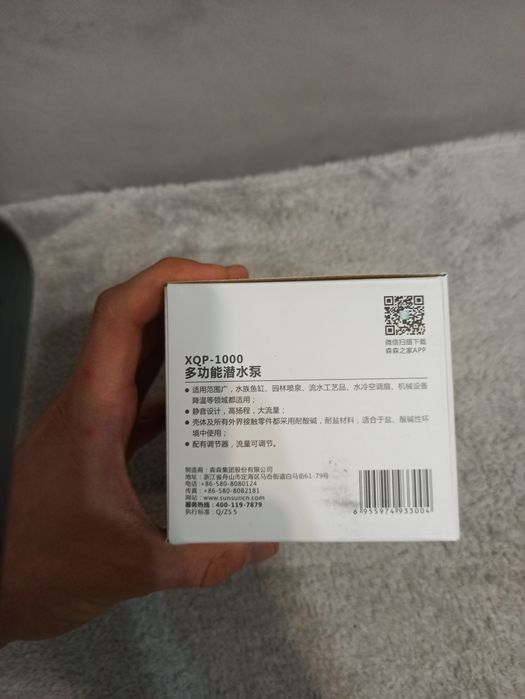 微信扫描下载
森森之家APP
XQP-1000
多功能潜水泵
● 适用范围广，水族鱼缸、园林喷泉、流水工艺品、水冷空调扇、机械设备
降温等领域都适用；
● 静音设计，高扬程，大流量；
● 壳体及所有外界接触零件都采用耐酸碱，耐盐材料，适合于盐、酸碱性环
境中使用；
● 配有调节器，流量可调节。
制造商：森森集团股份有限公司
地址：浙江省舟山市定海区马岙街道白马街61-79号
电话：+86-580-8080124
传真：+86-580-8082181
网站：www.sunsuncn.com
服务热线：400-119-7879
执行标准：Q/ZS 5
6 955974 933004